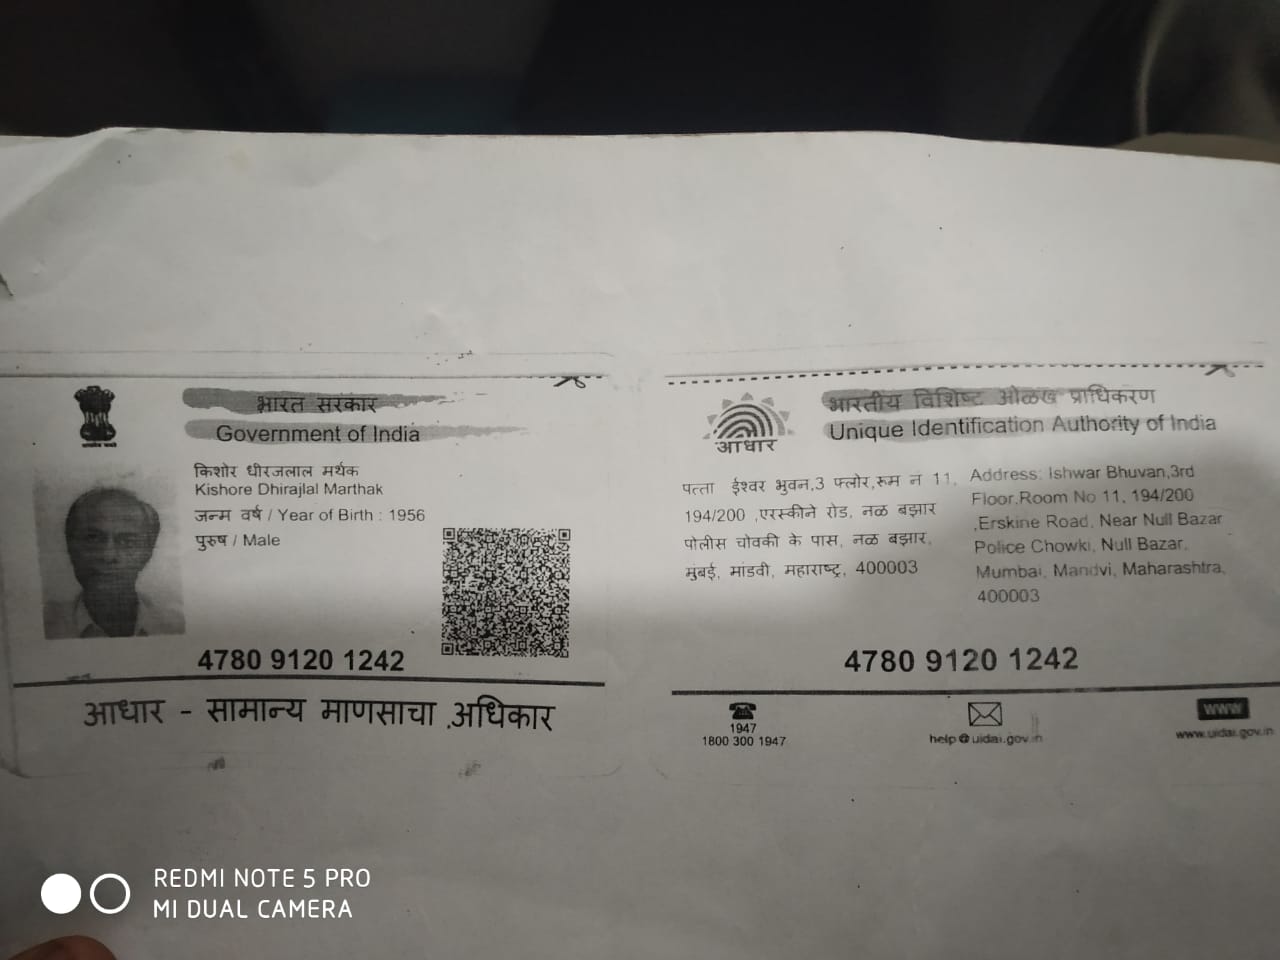 भारत सरकार
Government of India
किशोर धीरजलाल मर्थक
Kishore Dhirajlal Marthak
जन्म वर्ष / Year of Birth : 1956
पुरुष / Male
4780 9120 1242
आधार - सामान्य माणसाचा अधिकार
भारतीय विशिष्ट ओळख प्राधिकरण
Unique Identification Authority of India
आधार
पत्ता ईश्वर भुवन,3 फ्लोर,रूम नं 11,
194/200 ,एरस्कीने रोड, नळ बझार
पोलीस चोवकी के पास, नळ बझार,
मुंबई, मांडवी, महाराष्ट्र, 400003
Address: Ishwar Bhuvan,3rd
Floor,Room No 11, 194/200
,Erskine Road, Near Null Bazar
Police Chowki, Null Bazar,
Mumbai, Mandvi, Maharashtra,
400003
4780 9120 1242
1947
1800 300 1947
help@uidai.gov.in
WWW
www.uidai.gov.in
REDMI NOTE 5 PRO
MI DUAL CAMERA